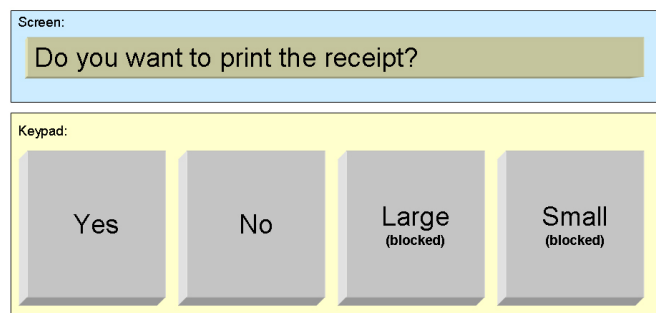 Screen:
Do you want to print the receipt?
Keypad:
Yes
No
Large
(blocked)
Small
(blocked)